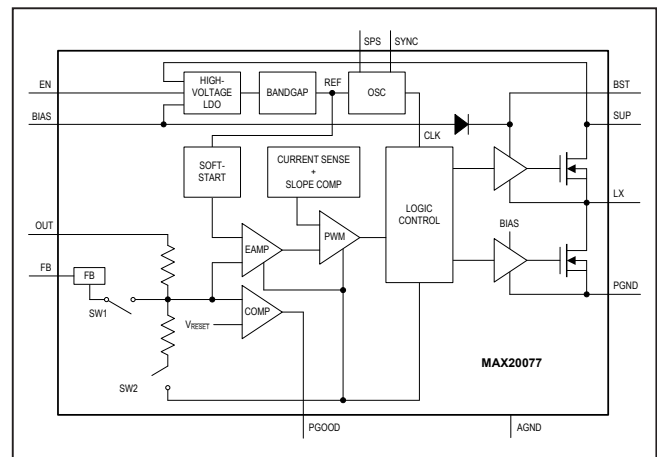 SPS
SYNC
EN
HIGH-
VOLTAGE
LDO
BANDGAP
REF
OSC
BST
BIAS
SUP
CLK
SOFT-
START
CURRENT SENSE
+
SLOPE COMP
LOGIC
CONTROL
LX
OUT
EAMP
PWM
BIAS
FB
FB
PGND
SW1
COMP
VRESET
MAX20077
SW2
PGOOD
AGND